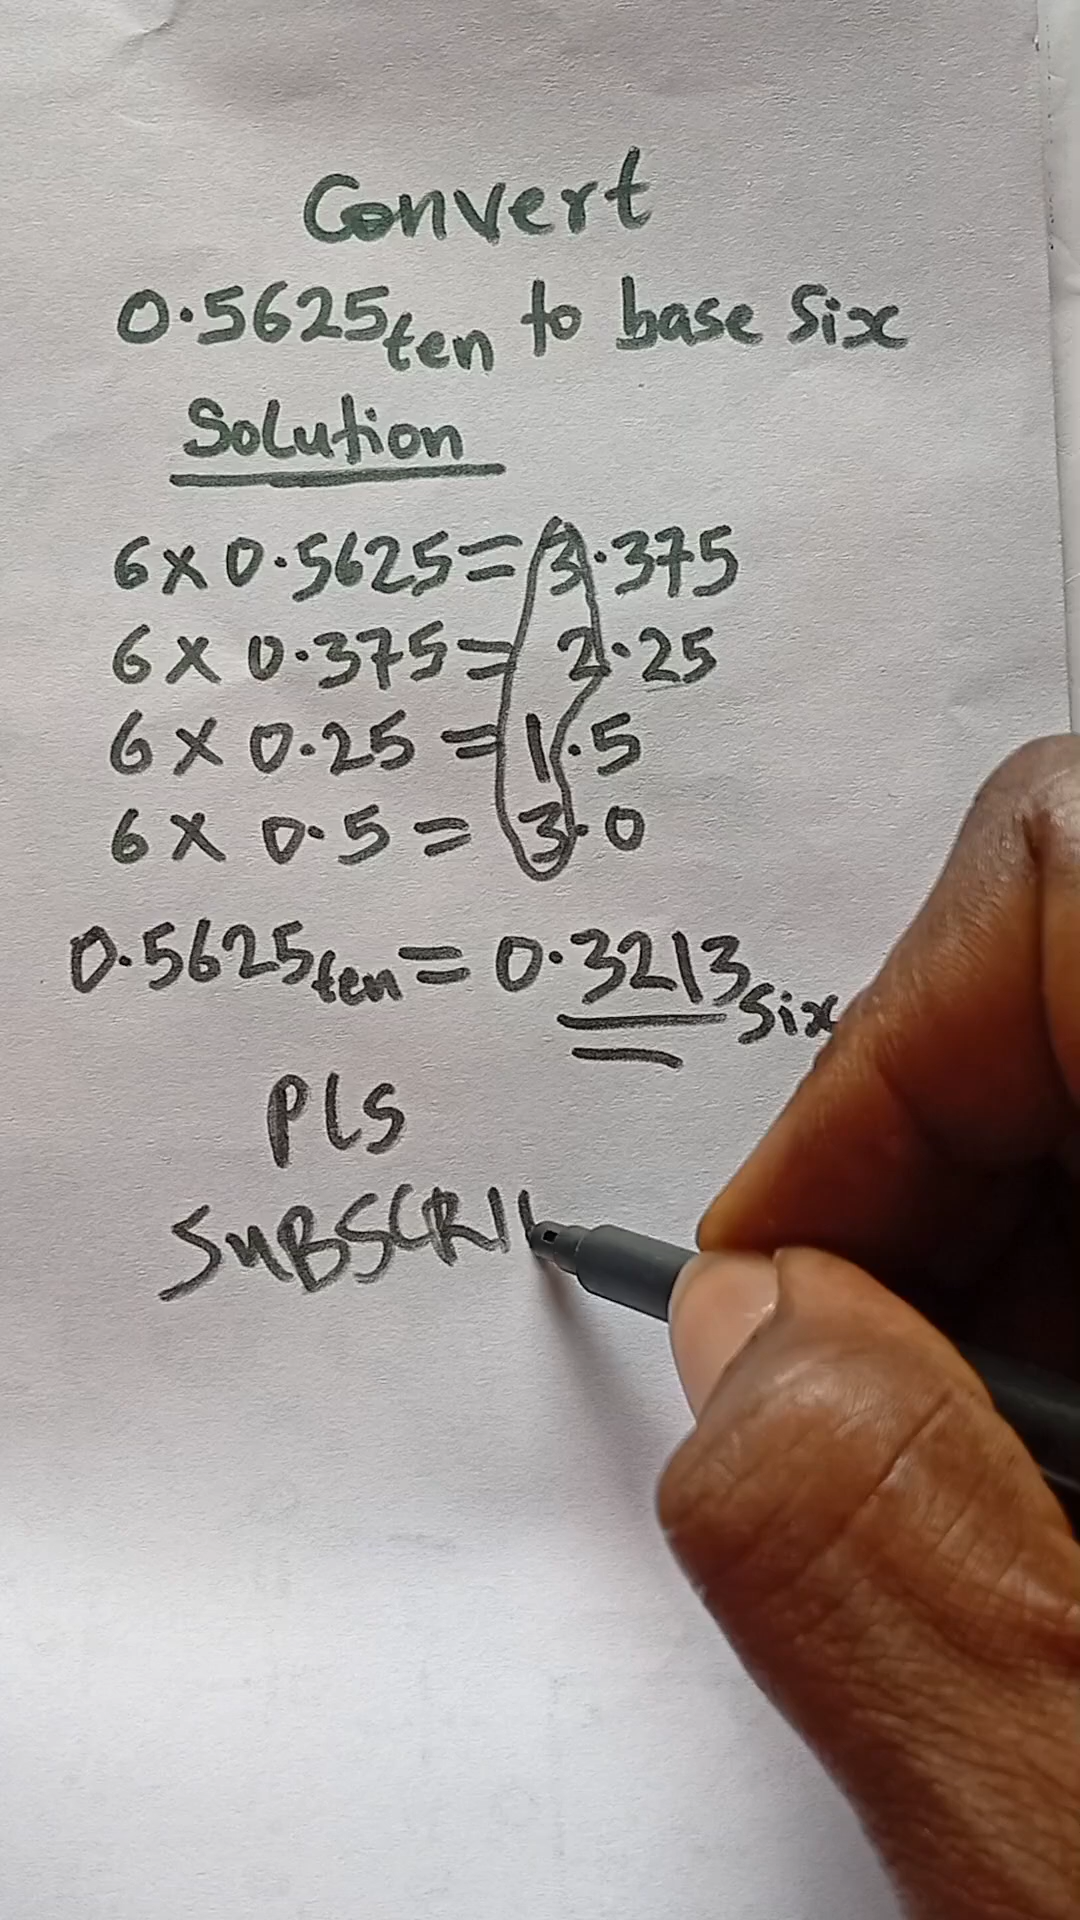 Convert
0.5625ten to base six
Solution
6 x 0.5625 = 3.375
6 x 0.375 = 2.25
6 x 0.25 = 1.5
6 x 0.5 = 3.0
0.5625ten = 0.3213six
PLS
SUBSCRI